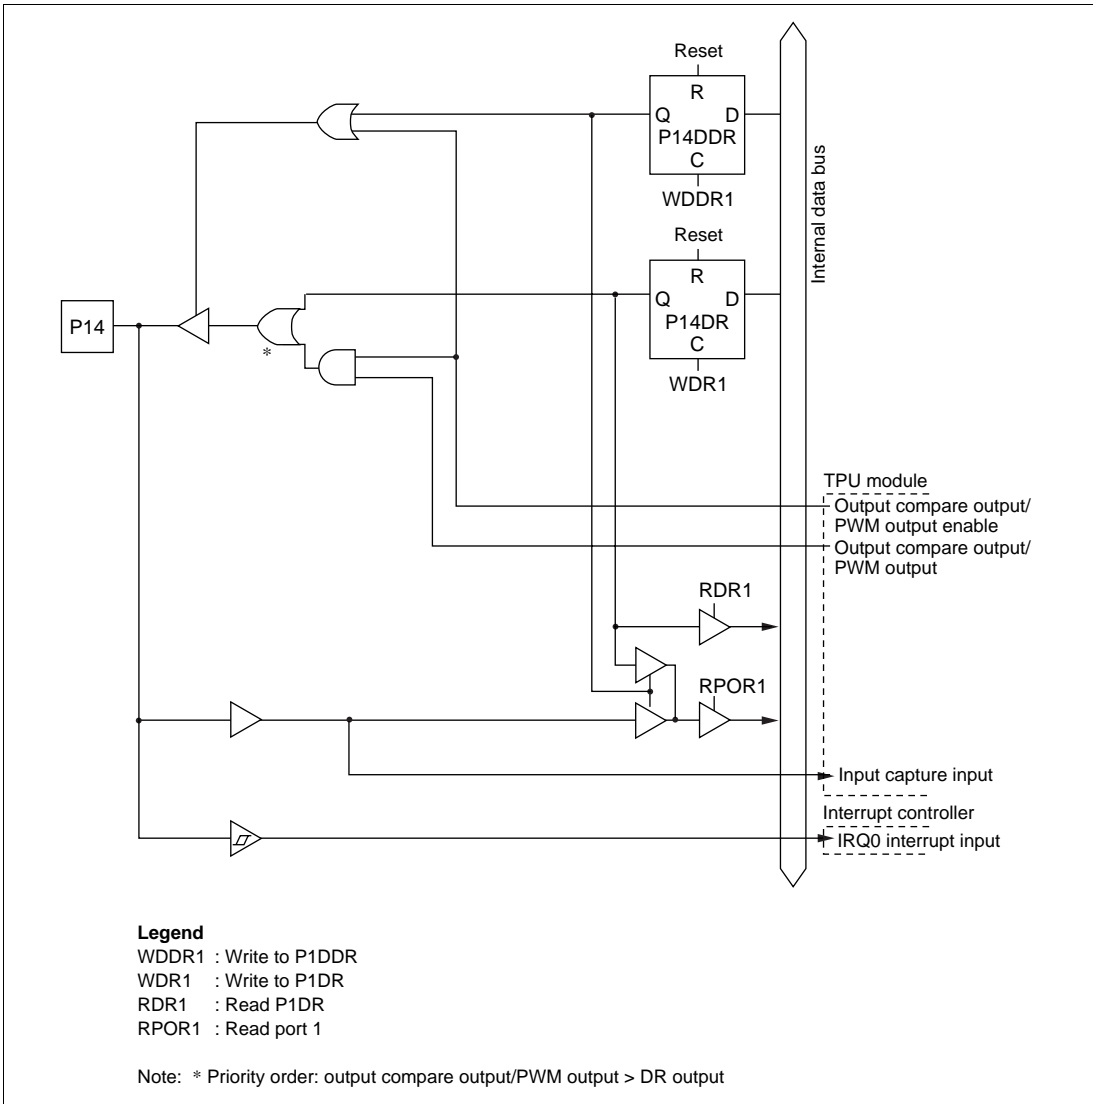 Reset
R
Q D
P14DDR
C
WDDR1
Internal data bus
Reset
R
Q D
P14DR
C
WDR1
P14
*
TPU module
Output compare output/
PWM output enable
Output compare output/
PWM output
RDR1
RPOR1
Input capture input
Interrupt controller
IRQ0 interrupt input
Legend
WDDR1 : Write to P1DDR
WDR1 : Write to P1DR
RDR1 : Read P1DR
RPOR1 : Read port 1
Note: * Priority order: output compare output/PWM output > DR output